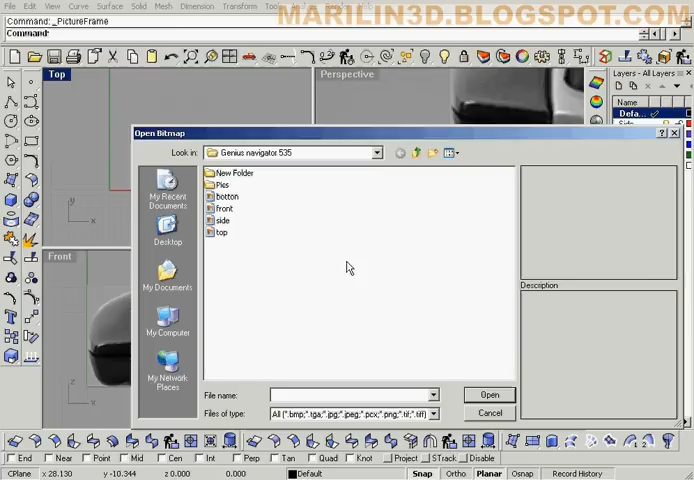 File Edit View Curve Surface Solid Mesh Dimension Transform
MARILIN3D.BLOGSPOT.COM
Command: _PictureFrame
Command:
Top
Perspective
Layers - All Layers
Name
Defa...
Side
Open Bitmap
Look in:
Genius navigator 535
My Recent
Documents
Desktop
My Documents
My Computer
My Network
Places
New Folder
Pies
botton
front
side
top
Description
File name:
Open
Files of type:
All (*.bmp;*.tga;*.jpg;*.jpeg;*.pcx;*.png;*.tif;*.tiff)
Cancel
y
x
Front
z
x
End
Near
Point
Mid
Cen
Int
Perp
Tan
Quad
Knot
Project
STrack
Disable
CPlane
x 28.130
y -10.344
z 0.000
0.000
Default
Snap
Ortho
Planar
Osnap
Record History